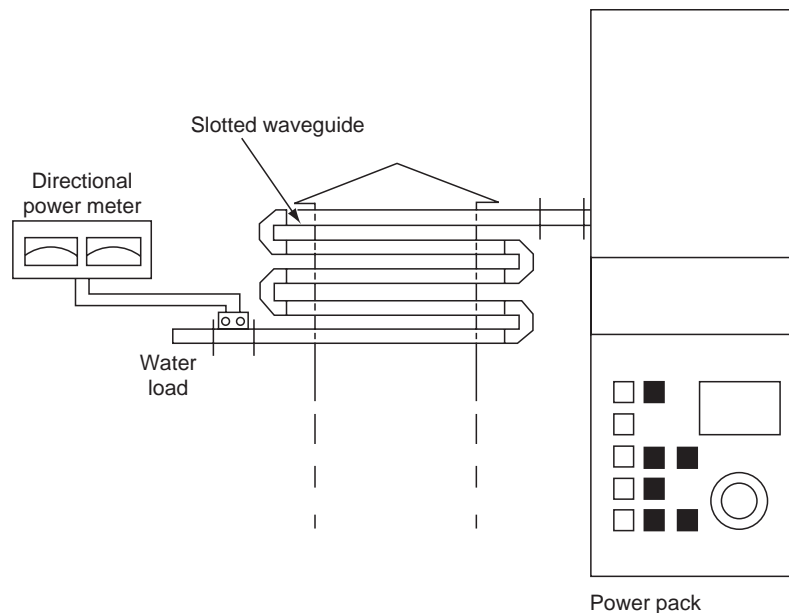 Slotted waveguide
Directional
power meter
Water
load
Power pack